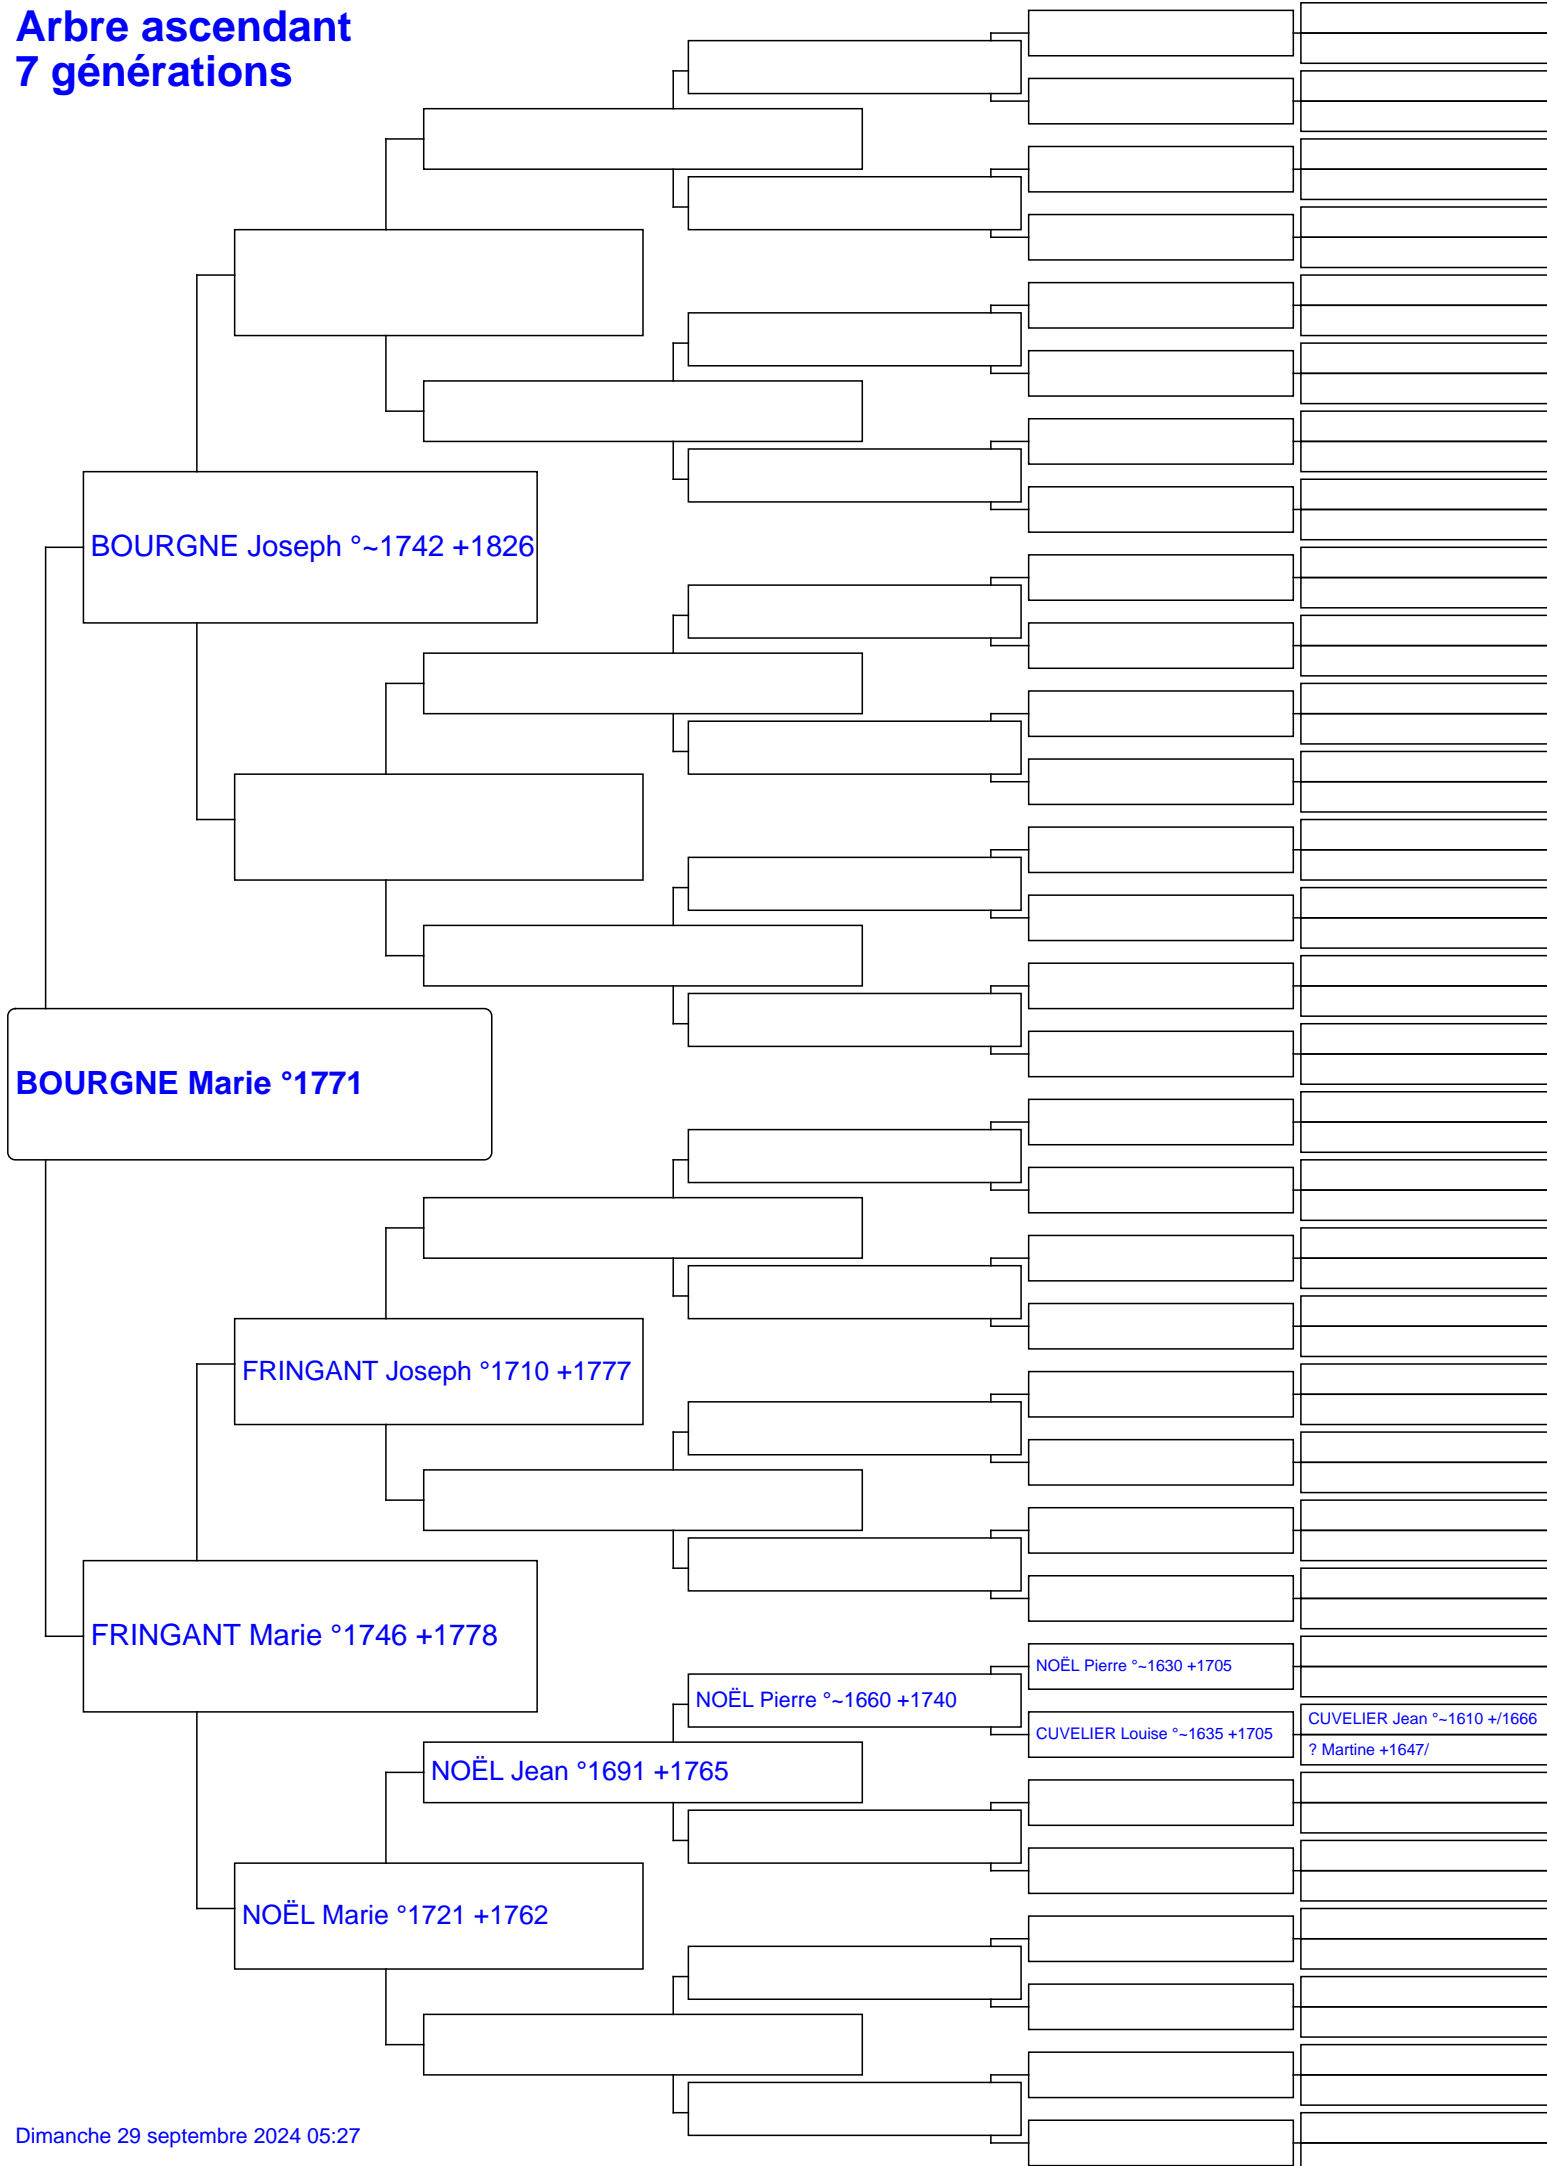 Arbre ascendant
7 générations
BOURGNE Joseph °~1742 +1826
BOURGNE Marie °1771
FRINGANT Joseph °1710 +1777
FRINGANT Marie °1746 +1778
NOËL Pierre °~1630 +1705
NOËL Pierre °~1660 +1740
CUVELIER Jean °~1610 +/1666
CUVELIER Louise °~1635 +1705
? Martine +1647/
NOËL Jean °1691 +1765
NOËL Marie °1721 +1762
Dimanche 29 septembre 2024 05:27